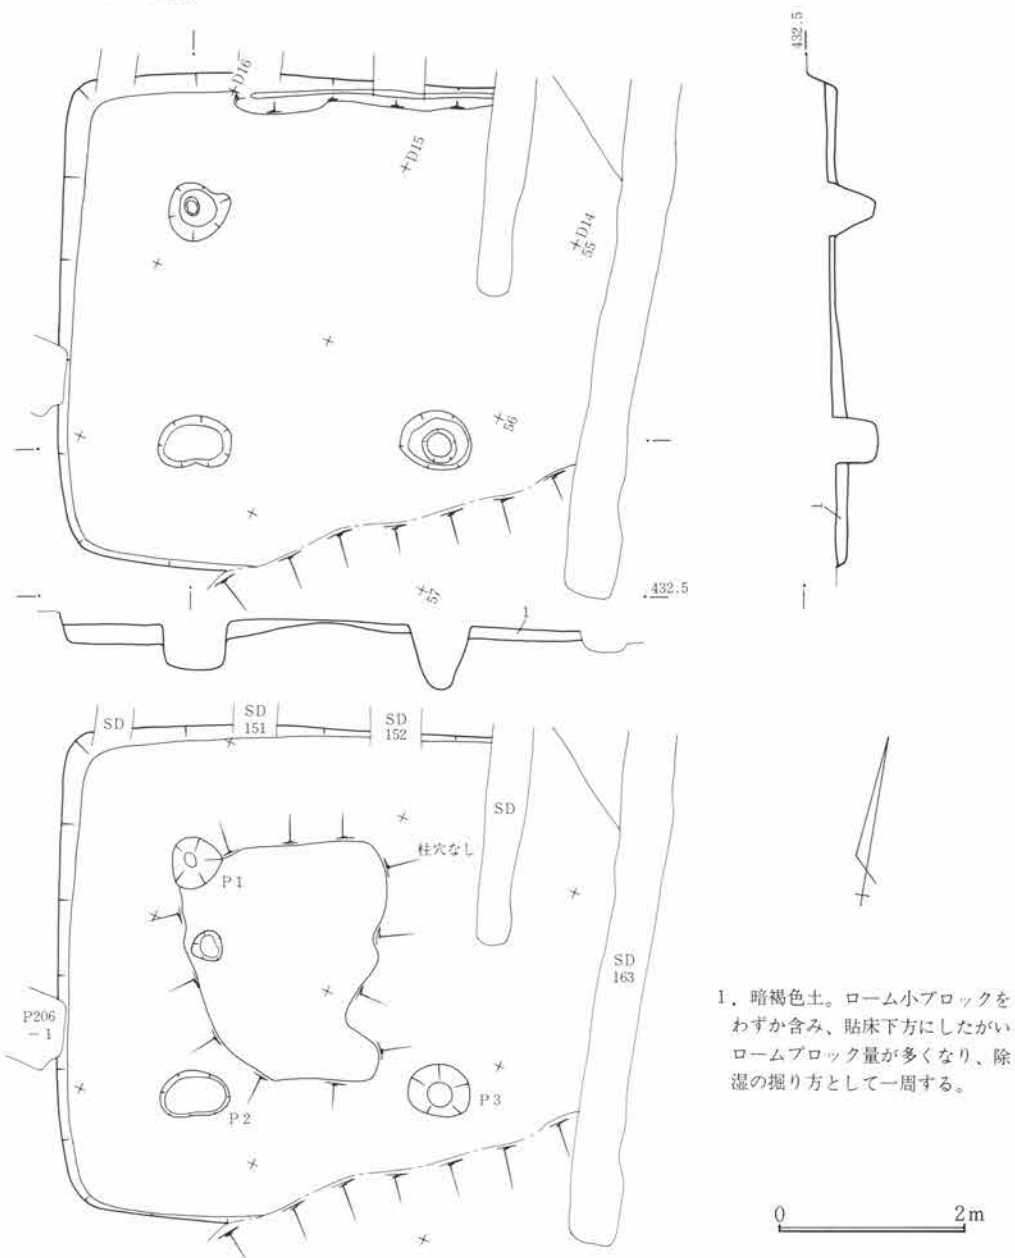 432.5
D16
D15
D14
55
56
1
57
432.5
1
SD
SD
151
SD
152
SD
柱穴なし
P1
SD
163
P206
-1
P2
P3
1. 暗褐色土。ローム小ブロックを
わずか含み、貼床下方にしたがい
ロームブロック量が多くなり、除
湿の掘り方として一周する。
0 2m